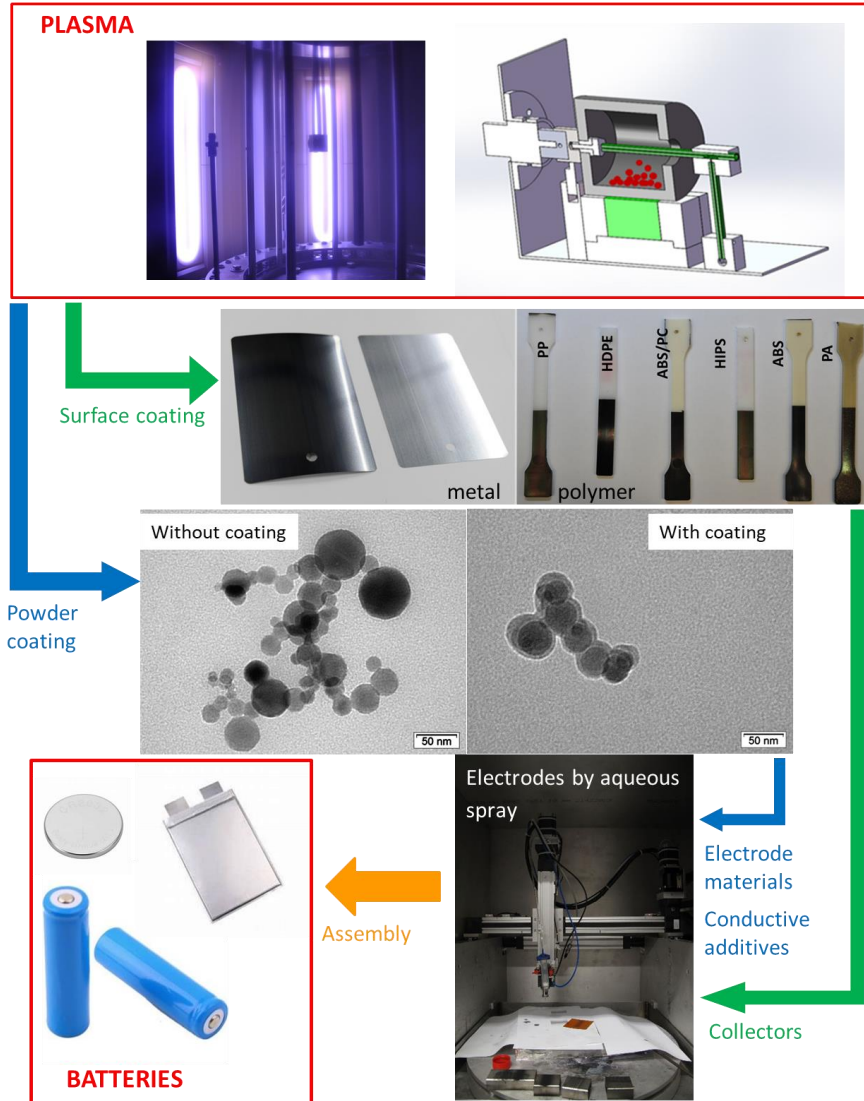 PLASMA
Surface coating
metal
polymer
PP
HDPE
ABS/PC
HIPS
ABS
PA
Without coating
With coating
Powder
coating
50 nm
50 nm
Electrodes by aqueous
spray
Electrode
materials
Conductive
additives
Assembly
Collectors
BATTERIES